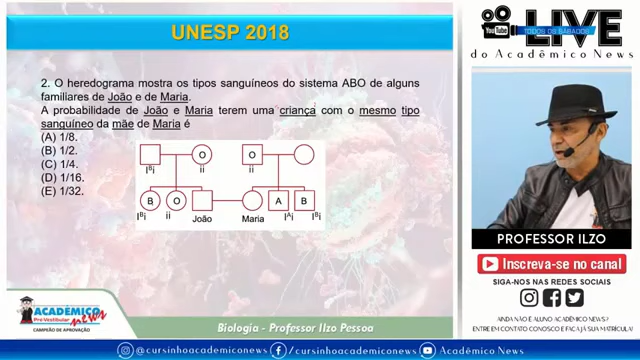 UNESP 2018
2. O heredograma mostra os tipos sanguíneos do sistema ABO de alguns
familiares de João e de Maria.
A probabilidade de João e Maria terem uma criança com o mesmo tipo
sanguíneo da mãe de Maria é
(A) 1/8.
(B) 1/2.
(C) 1/4.
(D) 1/16.
(E) 1/32.
O O
Iᴮi ii ii
B O A B
Iᴮi ii João Maria Iᴬi Iᴮi
YouTube
LIVE
TODOS OS SÁBADOS
do Acadêmico News
PROFESSOR ILZO
Inscreva-se no canal
SIGA-NOS NAS REDES SOCIAIS
AINDA NÃO É ALUNO ACADÊMICO NEWS?
ENTRE EM CONTATO CONOSCO E FAÇA JÁ SUA MATRÍCULA!
ACADÊMICO
news
Pré-Vestibular
CAMPEÃO DE APROVAÇÃO
Biologia - Professor Ilzo Pessoa
@cursinhoacademiconews /cursinhoacademiconews Acadêmico News